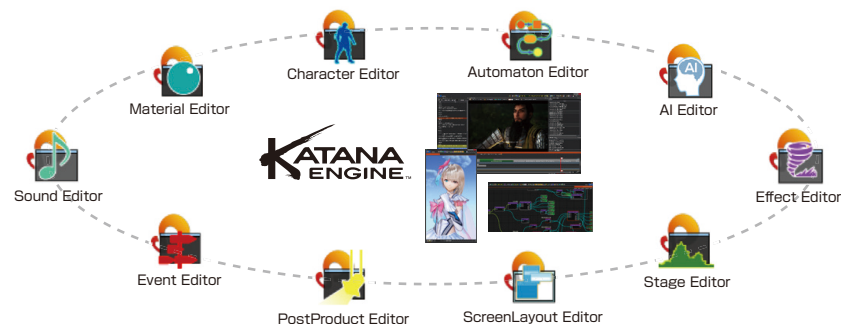 Character Editor
Automaton Editor
Material Editor
AI
AI Editor
KATANA
ENGINE™
Sound Editor
Effect Editor
Event Editor
Stage Editor
PostProduct Editor
ScreenLayout Editor